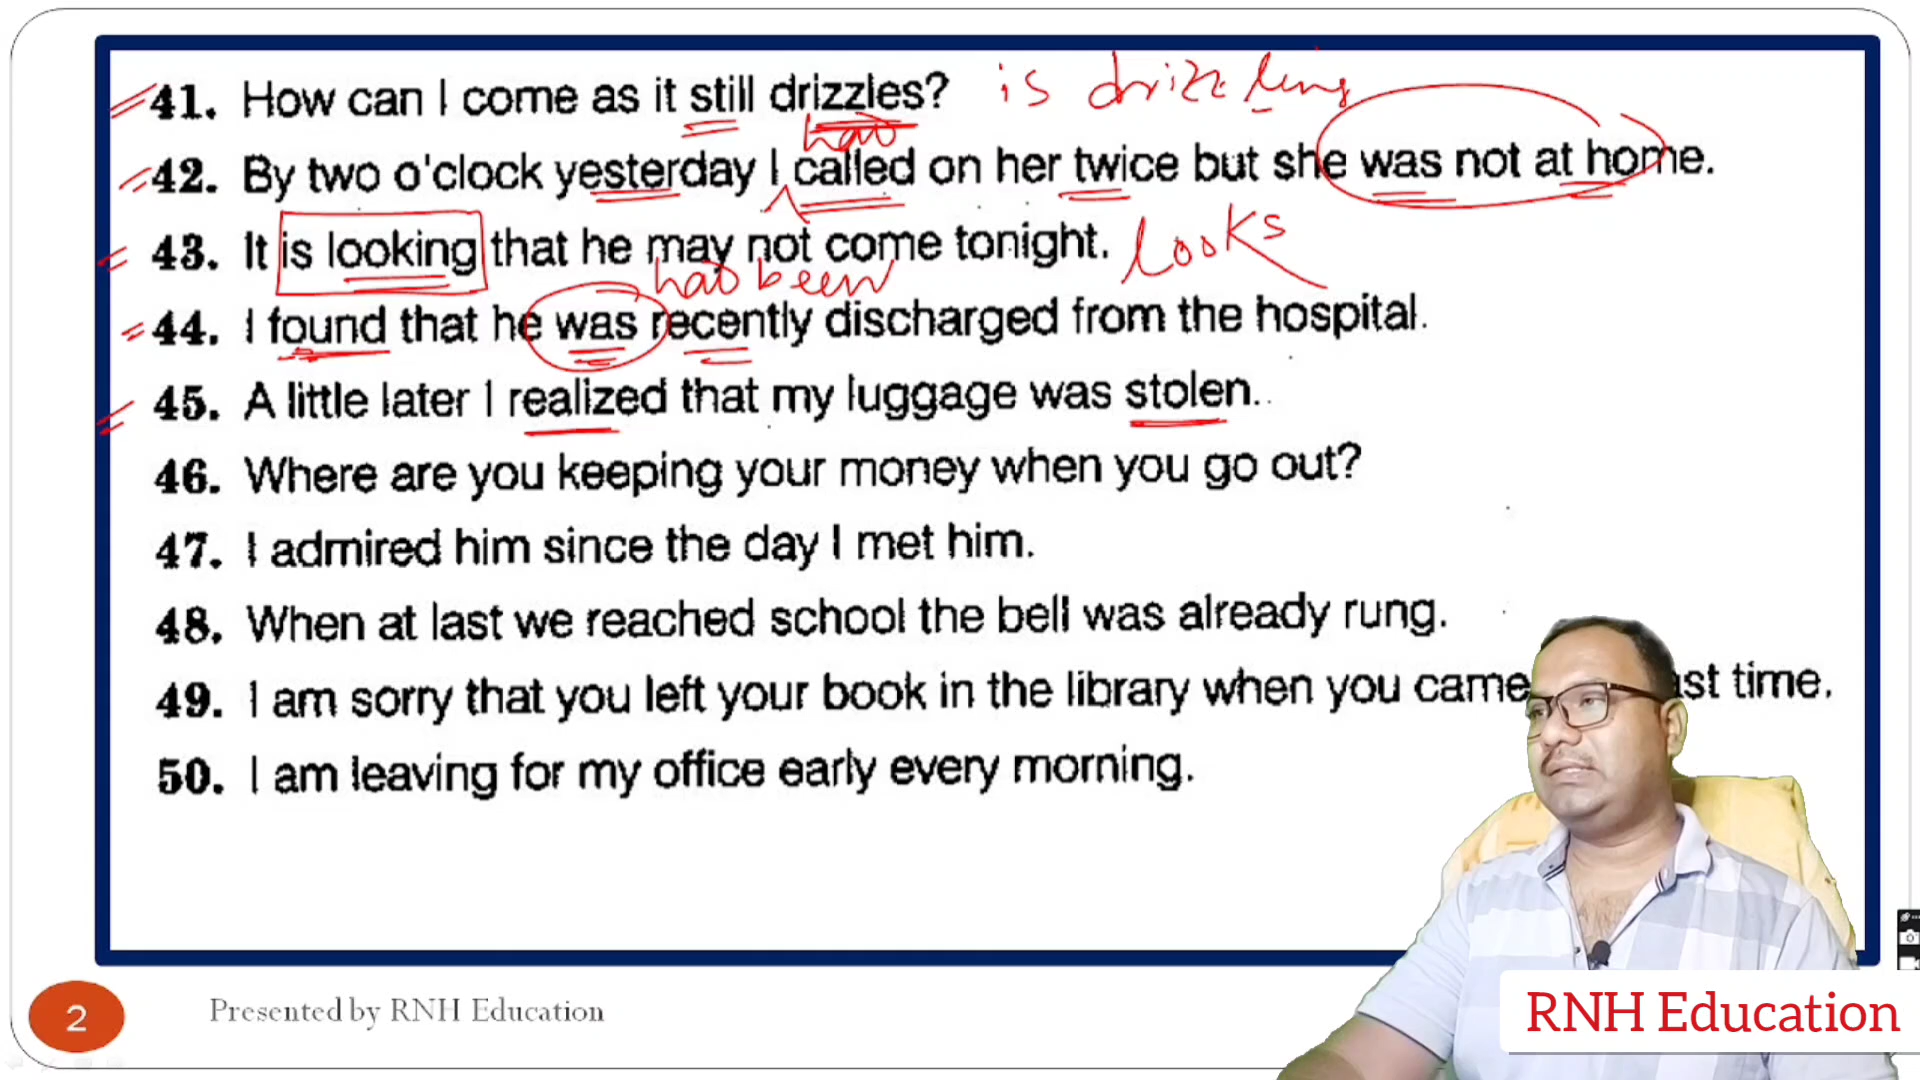 41. How can I come as it still drizzles? is drizzling
had
42. By two o'clock yesterday I called on her twice but she was not at home.
43. It is looking that he may not come tonight. looks
had been
44. I found that he was recently discharged from the hospital.
45. A little later I realized that my luggage was stolen.
46. Where are you keeping your money when you go out?
47. I admired him since the day I met him.
48. When at last we reached school the bell was already rung.
49. I am sorry that you left your book in the library when you came ast time.
50. I am leaving for my office early every morning.
2
Presented by RNH Education
RNH Education